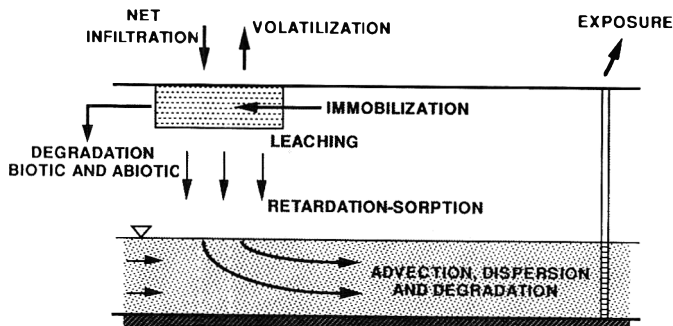 NET
INFILTRATION
VOLATILIZATION
EXPOSURE
IMMOBILIZATION
LEACHING
DEGRADATION
BIOTIC AND ABIOTIC
RETARDATION-SORPTION
ADVECTION, DISPERSION
AND DEGRADATION